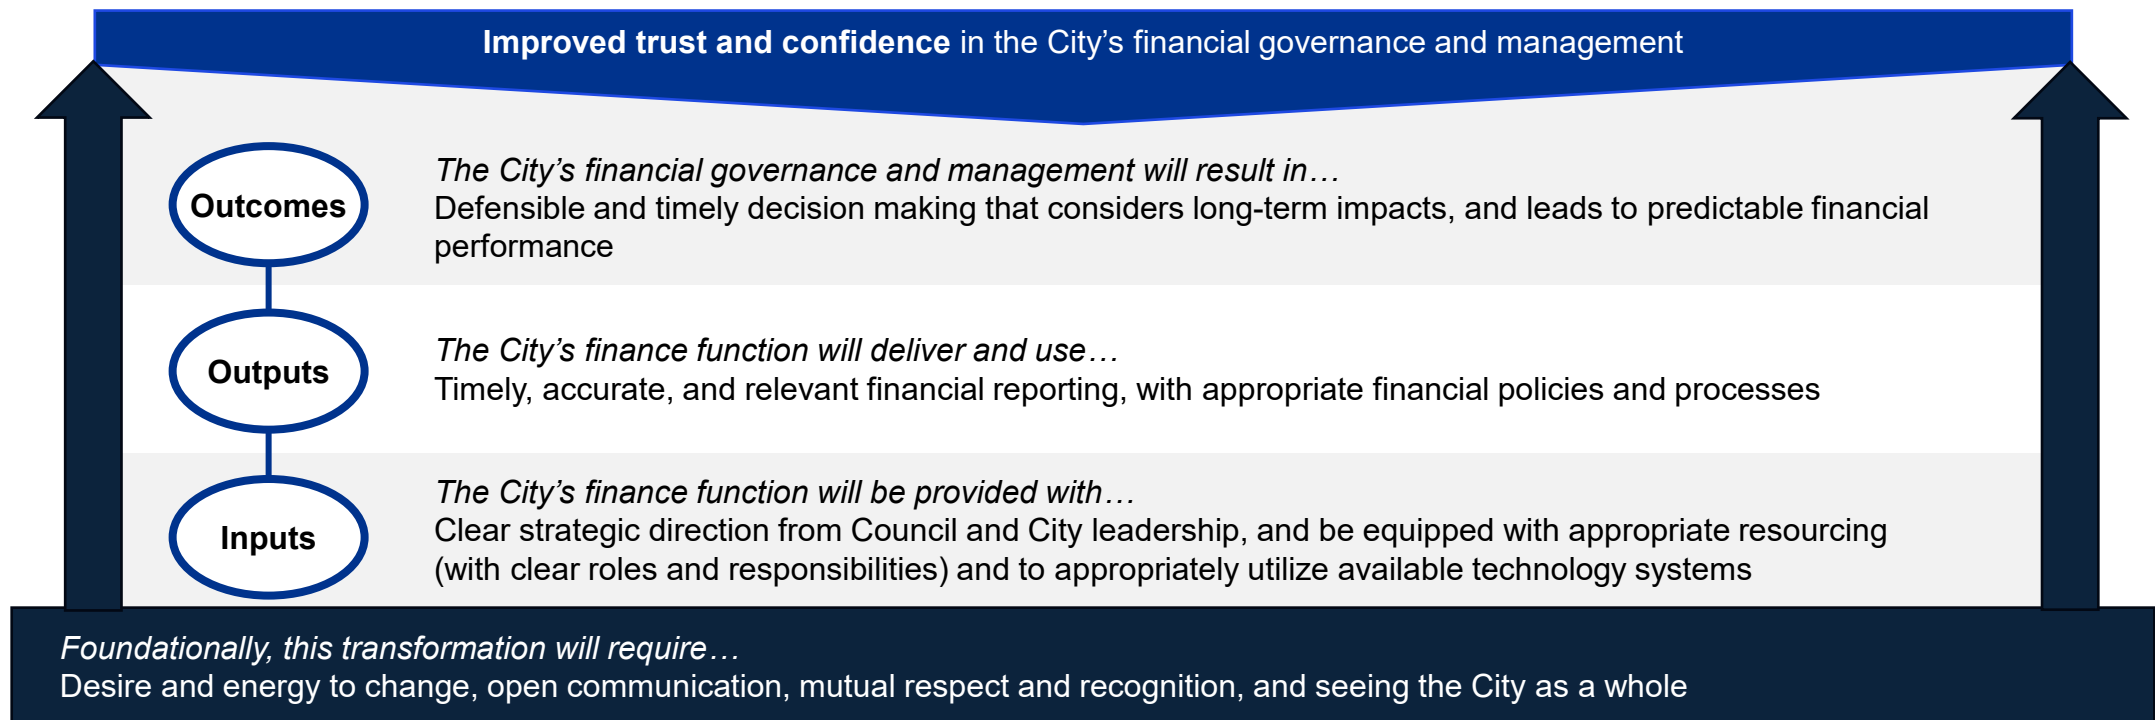 Improved trust and confidence in the City’s financial governance and management
Outcomes
The City’s financial governance and management will result in…
Defensible and timely decision making that considers long-term impacts, and leads to predictable financial
performance
Outputs
The City’s finance function will deliver and use…
Timely, accurate, and relevant financial reporting, with appropriate financial policies and processes
Inputs
The City’s finance function will be provided with…
Clear strategic direction from Council and City leadership, and be equipped with appropriate resourcing
(with clear roles and responsibilities) and to appropriately utilize available technology systems
Foundationally, this transformation will require…
Desire and energy to change, open communication, mutual respect and recognition, and seeing the City as a whole